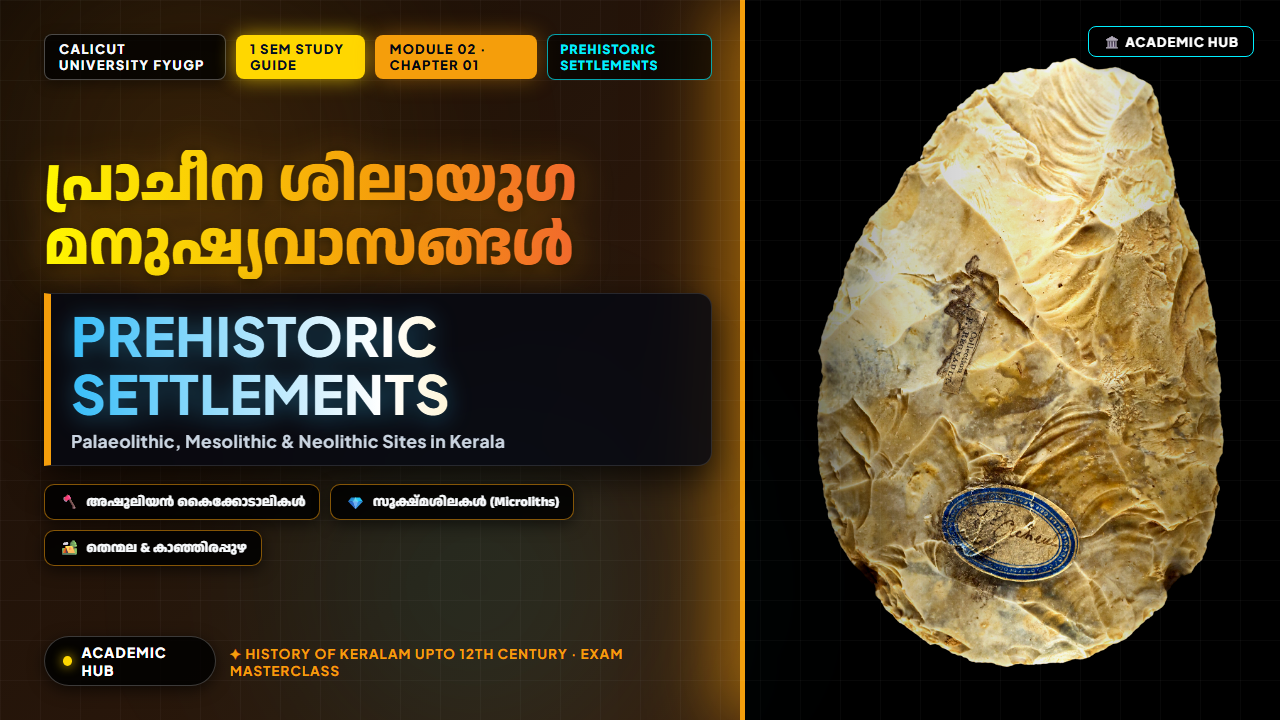 CALICUT
UNIVERSITY FYUGP
1 SEM STUDY
GUIDE
MODULE 02 ·
CHAPTER 01
PREHISTORIC
SETTLEMENTS
🏛️ ACADEMIC HUB
പ്രാചീന ശിലായുഗ
മനുഷ്യവാസങ്ങൾ
PREHISTORIC
SETTLEMENTS
Palaeolithic, Mesolithic & Neolithic Sites in Kerala
🪓 അഷൂലിയൻ കൈക്കോടാലികൾ
💎 സൂക്ഷ്മശിലകൾ (Microliths)
🏕️ തെന്മല & കാഞ്ഞിരപ്പുഴ
ACADEMIC
HUB
✦ HISTORY OF KERALAM UPTO 12TH CENTURY · EXAM
MASTERCLASS